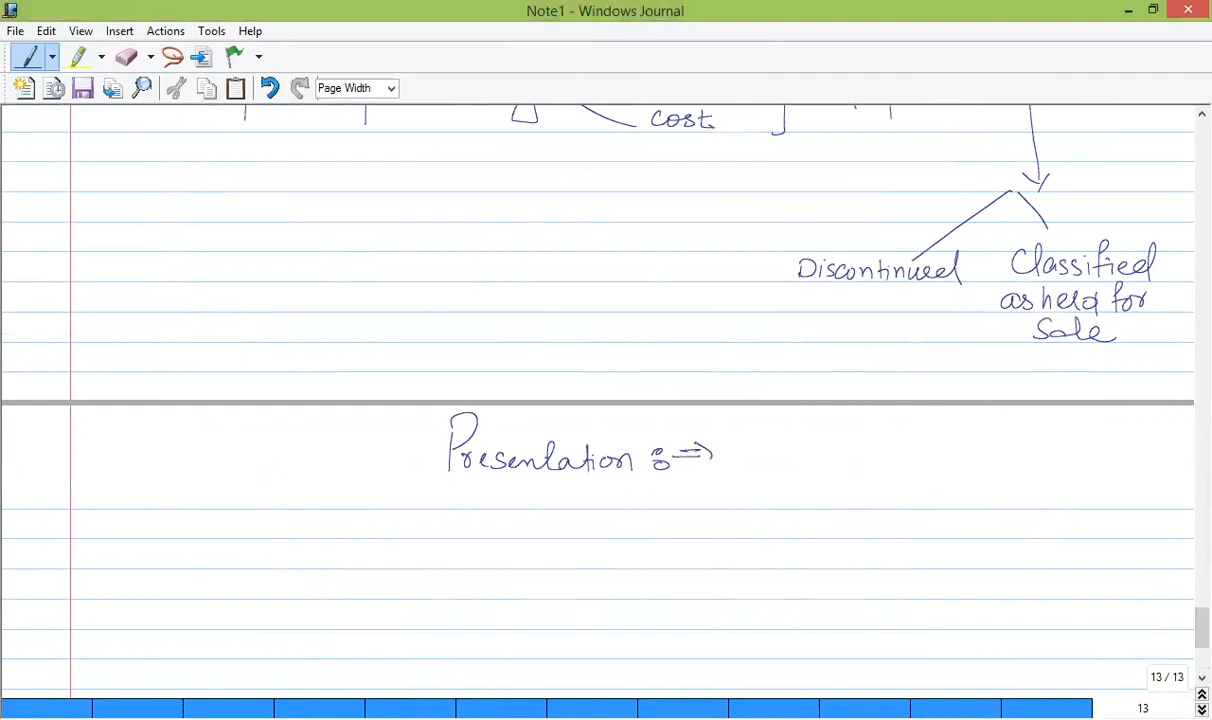 Note1 - Windows Journal
File Edit View Insert Actions Tools Help
Page Width
cost
Discontinued
Classified
as held for
Sale
Presentation :⇒
13 / 13
13